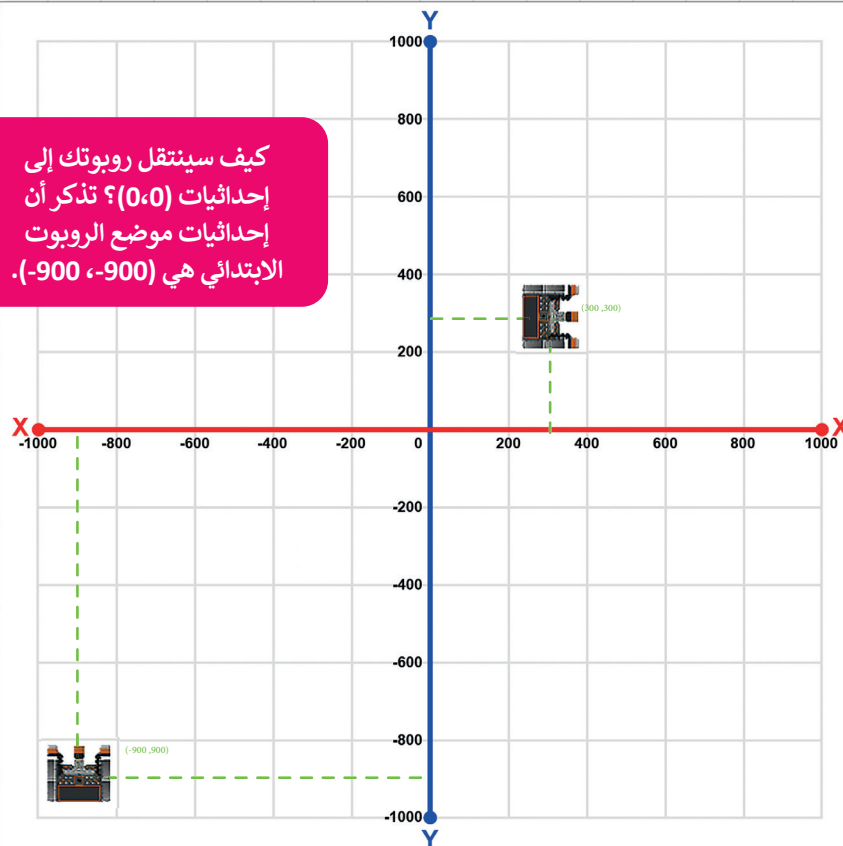 Y
1000
800
كيف سينتقل روبوتك إلى
إحداثيات (0،0)؟ تذكر أن
إحداثيات موضع الروبوت
الابتدائي هي (900-، 900-).
600
400
(300 ,300)
200
X X
-1000 -800 -600 -400 -200 0 200 400 600 800 1000
-200
-400
-600
-800
(-900 ,900)
-1000
Y